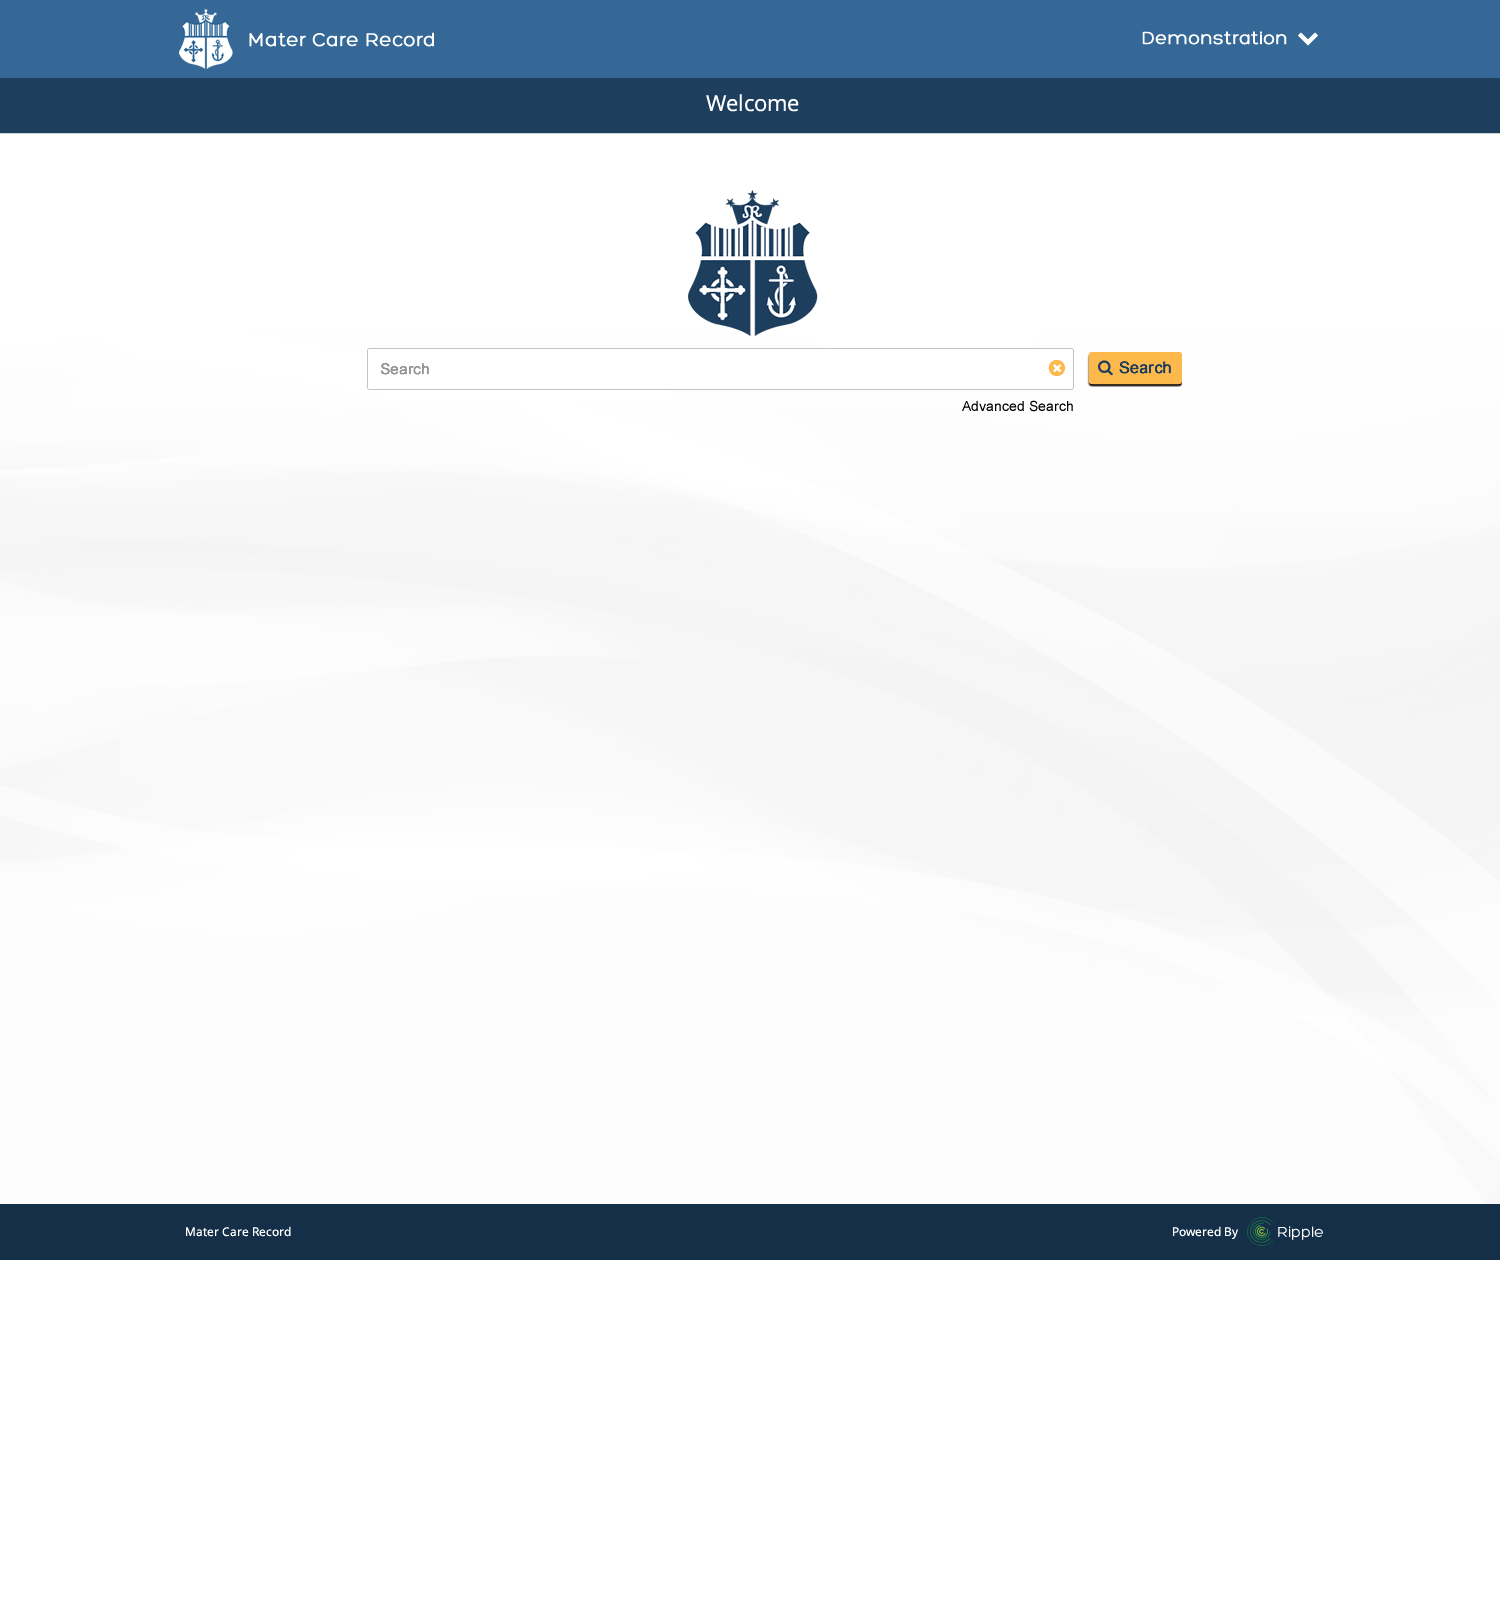 Mater Care Record
Demonstration
Welcome
Search
Search
Advanced Search
Mater Care Record
Powered By Ripple